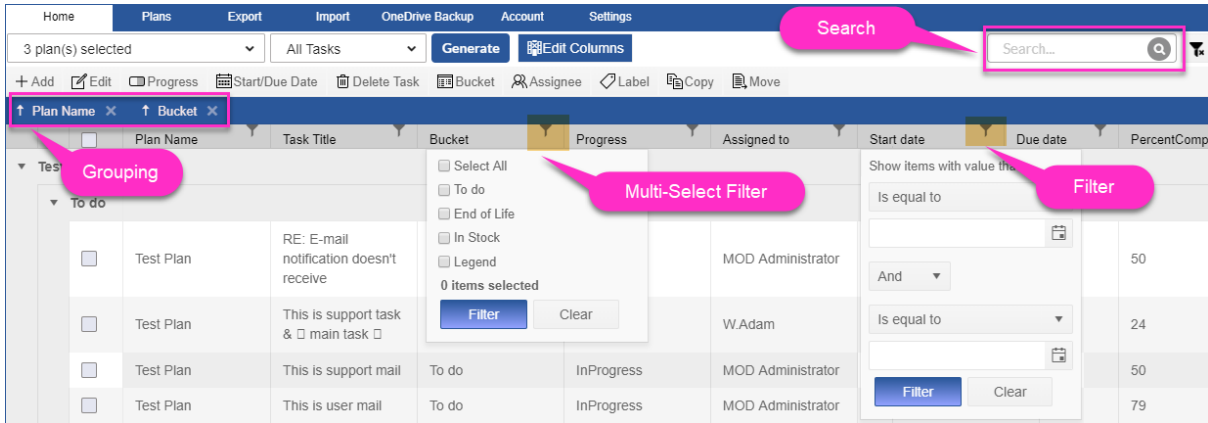 Home Plans Export Import OneDrive Backup Account Settings
Search
3 plan(s) selected All Tasks Generate Edit Columns Search...
Add Edit Progress Start/Due Date Delete Task Bucket Assignee Label Copy Move
↑ Plan Name × ↑ Bucket ×
Plan Name Task Title Bucket Progress Assigned to Start date Due date PercentComp
Grouping
Multi-Select Filter
Filter
To do
Select All
To do
End of Life
In Stock
Legend
0 items selected
Filter Clear
Show items with value
Is equal to
And
Is equal to
Filter Clear
Test Plan
RE: E-mail
notification doesn't
receive
MOD Administrator
50
Test Plan
This is support task
& main task
W.Adam
24
Test Plan This is support mail To do InProgress MOD Administrator 50
Test Plan This is user mail To do InProgress MOD Administrator 79